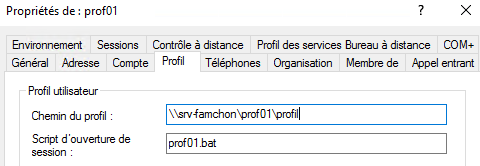 Propriétés de : prof01
?
Environnement Sessions Contrôle à distance Profil des services Bureau à distance COM+
Général Adresse Compte Profil Téléphones Organisation Membre de Appel entrant
Profil utilisateur
Chemin du profil : \\srv-famchon\prof01\profil
Script d'ouverture de
session : prof01.bat